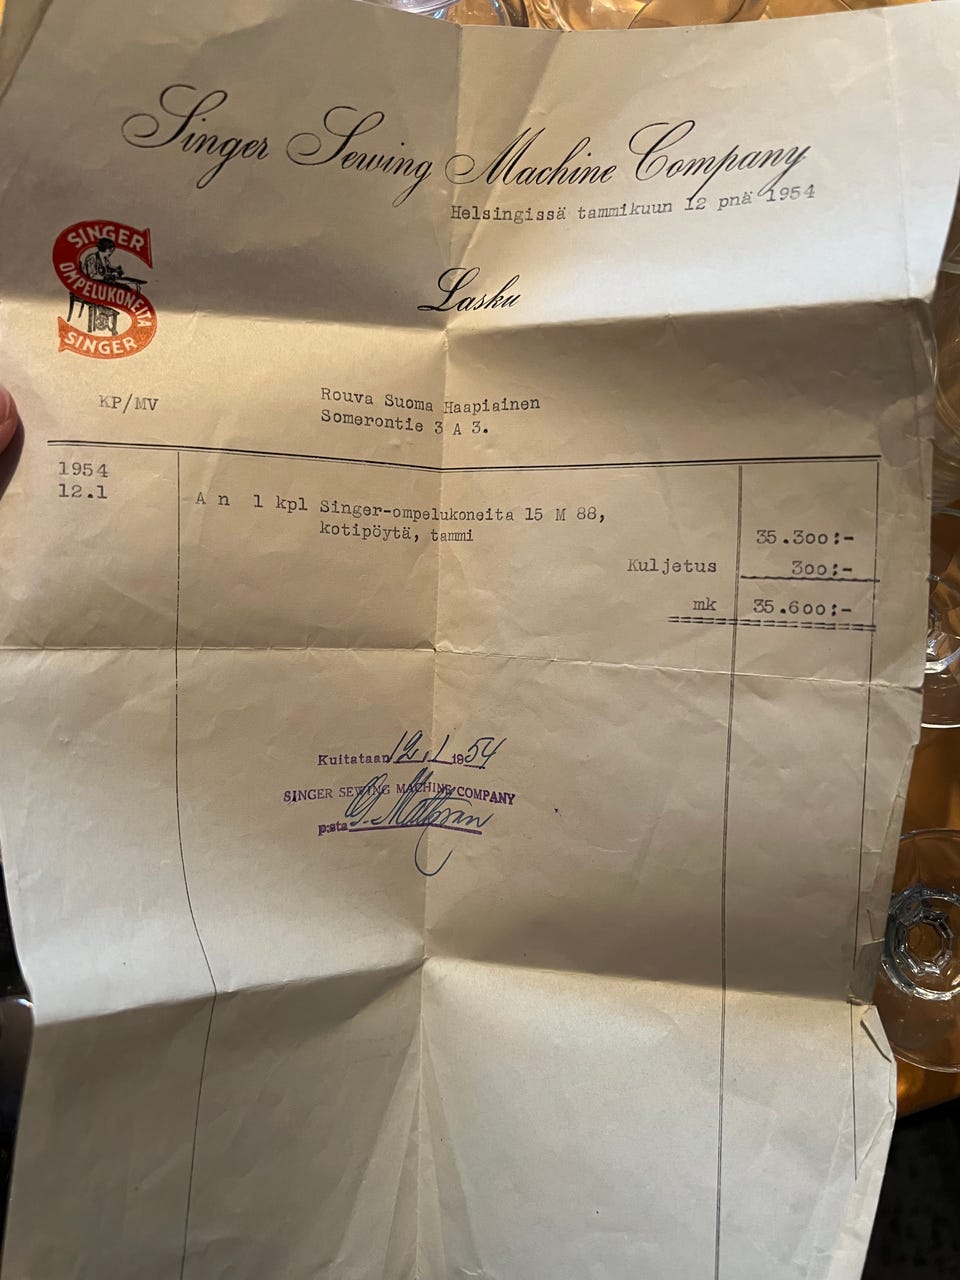 Singer Sewing Machine Company
Helsingissä tammikuun 12 pnä 1954
SINGER
OMPELUKONEITA
SINGER
Lasku
KP/MV
Rouva Suoma Haapiainen
Somerontie 3 A 3.
1954
12.1
A n 1 kpl Singer-ompelukoneita 15 M 88,
kotipöytä, tammi
35.300:-
Kuljetus 300:-
mk 35.600:-
Kuitataan 12.1 1954
SINGER SEWING MACHINE COMPANY
p:sta